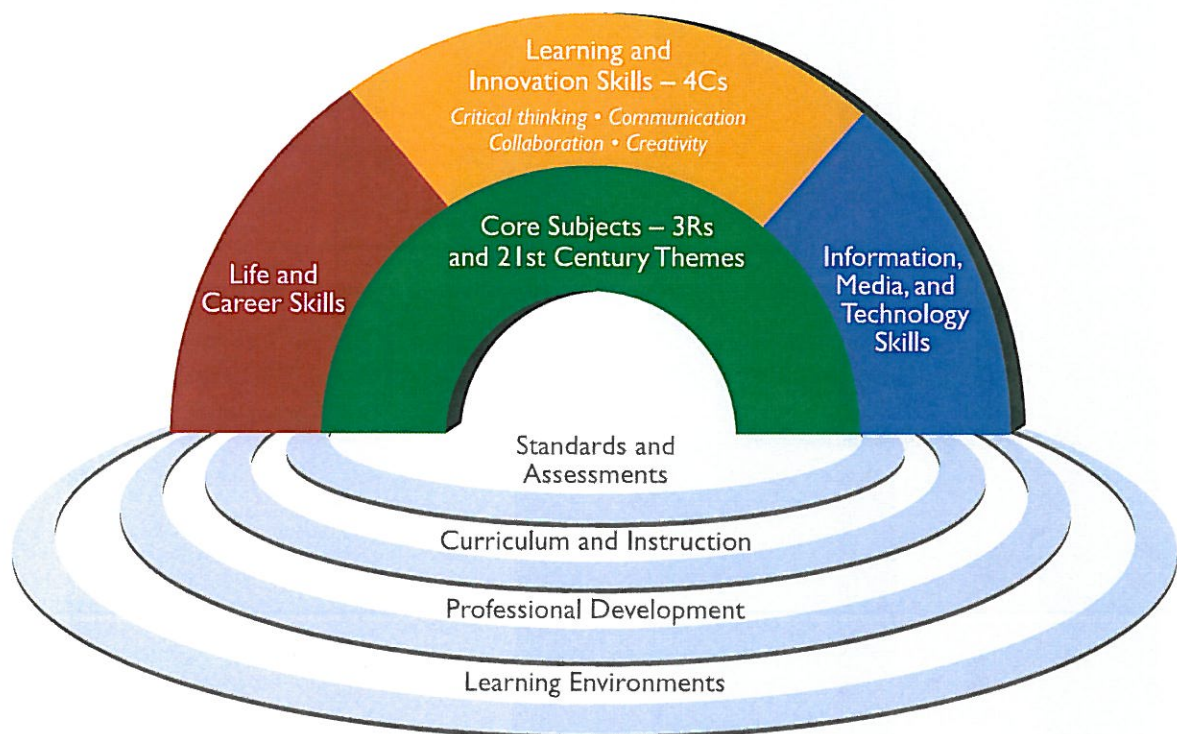 Learning and
Innovation Skills – 4Cs
Critical thinking • Communication
Collaboration • Creativity
Core Subjects – 3Rs
and 21st Century Themes
Life and
Career Skills
Information,
Media, and
Technology
Skills
Standards and
Assessments
Curriculum and Instruction
Professional Development
Learning Environments